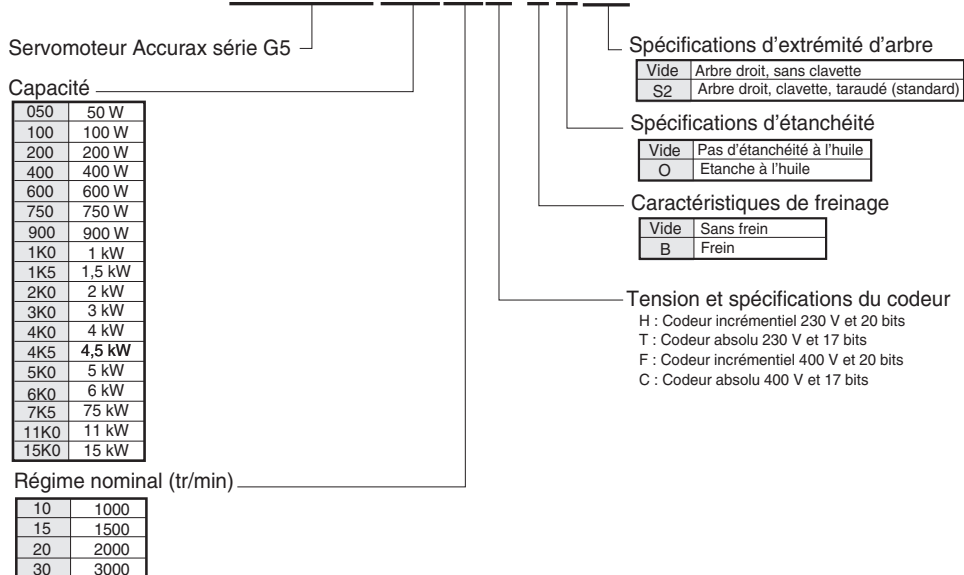 Servomoteur Accurax série G5
Capacité
050 50 W
100 100 W
200 200 W
400 400 W
600 600 W
750 750 W
900 900 W
1K0 1 kW
1K5 1,5 kW
2K0 2 kW
3K0 3 kW
4K0 4 kW
4K5 4,5 kW
5K0 5 kW
6K0 6 kW
7K5 75 kW
11K0 11 kW
15K0 15 kW
Régime nominal (tr/min)
10 1000
15 1500
20 2000
30 3000
Spécifications d'extrémité d'arbre
Vide Arbre droit, sans clavette
S2 Arbre droit, clavette, taraudé (standard)
Spécifications d'étanchéité
Vide Pas d'étanchéité à l'huile
O Etanche à l'huile
Caractéristiques de freinage
Vide Sans frein
B Frein
Tension et spécifications du codeur
H : Codeur incrémentiel 230 V et 20 bits
T : Codeur absolu 230 V et 17 bits
F : Codeur incrémentiel 400 V et 20 bits
C : Codeur absolu 400 V et 17 bits